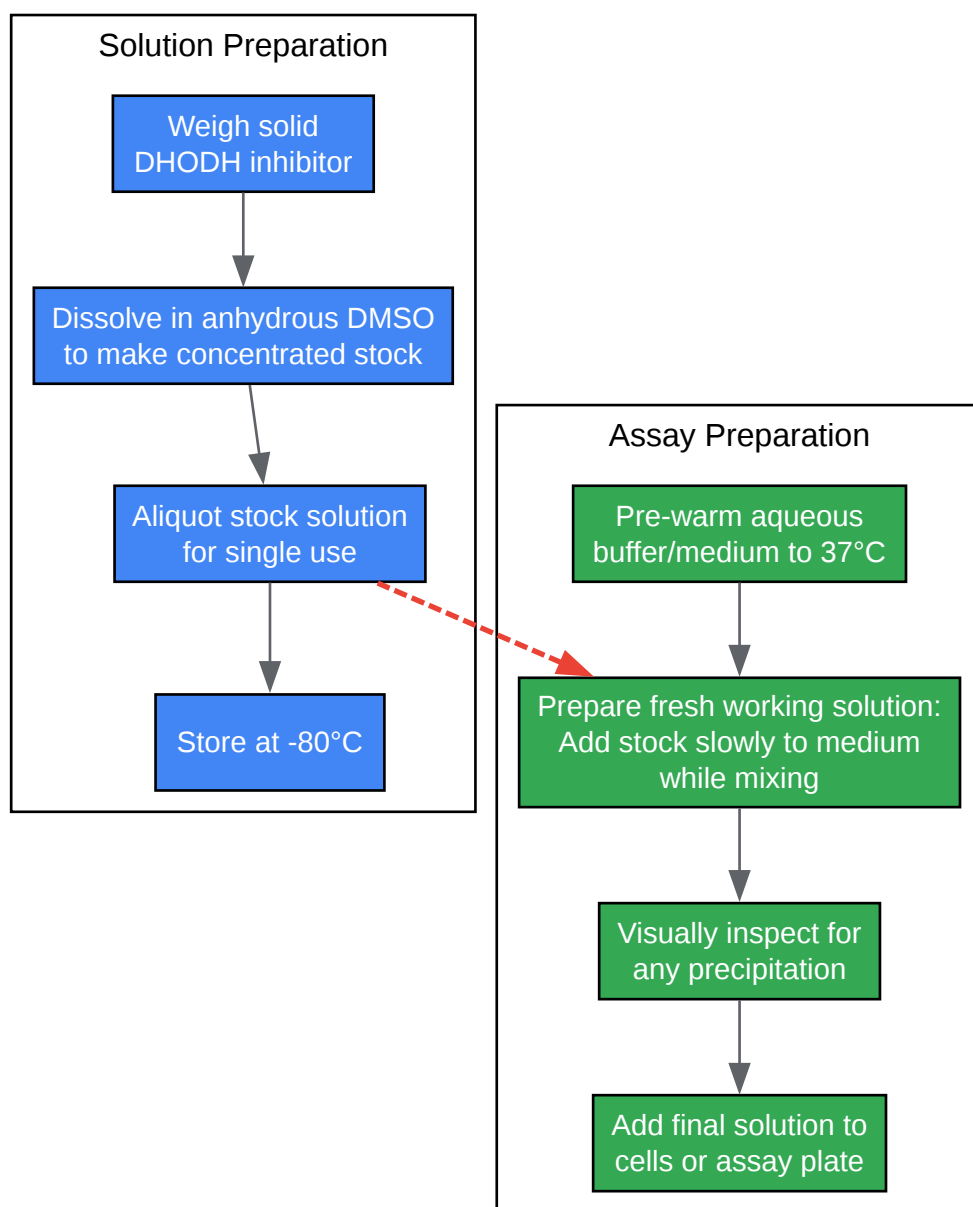 Solution Preparation
Weigh solid
DHODH inhibitor
Dissolve in anhydrous DMSO
to make concentrated stock
Aliquot stock solution
for single use
Store at -80°C
Assay Preparation
Pre-warm aqueous
buffer/medium to 37°C
Prepare fresh working solution:
Add stock slowly to medium
while mixing
Visually inspect for
any precipitation
Add final solution to
cells or assay plate